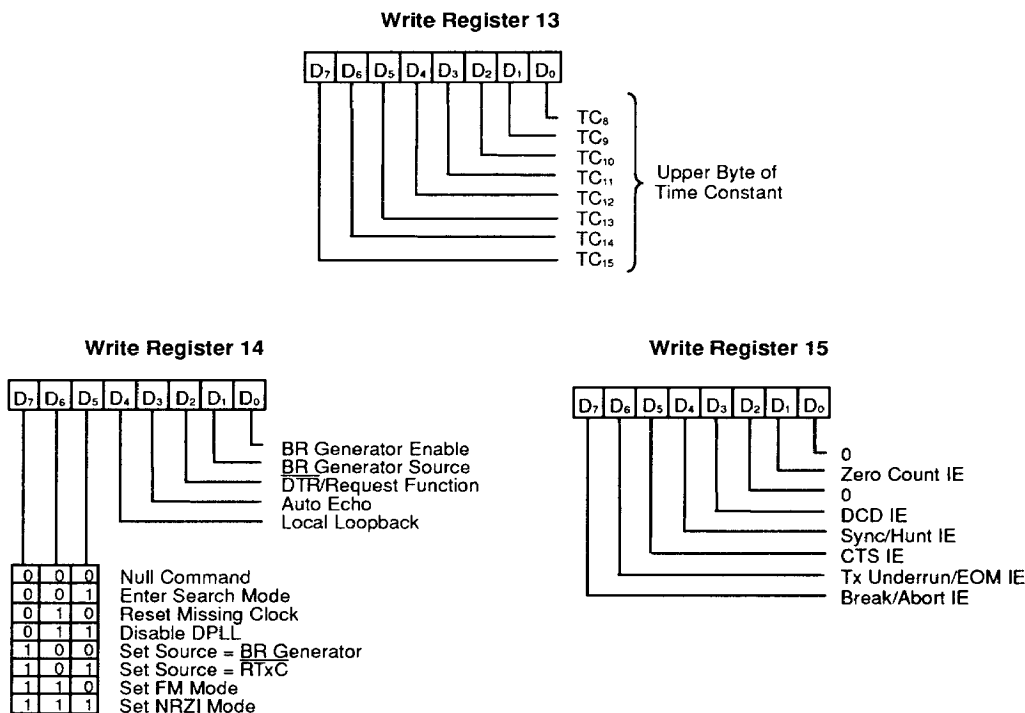 Write Register 13
D₇ D₆ D₅ D₄ D₃ D₂ D₁ D₀
TC₈
TC₉
TC₁₀
TC₁₁
TC₁₂
TC₁₃
TC₁₄
TC₁₅
Upper Byte of
Time Constant
Write Register 14
D₇ D₆ D₅ D₄ D₃ D₂ D₁ D₀
BR Generator Enable
BR Generator Source
D̅T̅R̅/Request Function
Auto Echo
Local Loopback
0 0 0 Null Command
0 0 1 Enter Search Mode
0 1 0 Reset Missing Clock
0 1 1 Disable DPLL
1 0 0 Set Source = BR Generator
1 0 1 Set Source = R̅T̅x̅C̅
1 1 0 Set FM Mode
1 1 1 Set NRZI Mode
Write Register 15
D₇ D₆ D₅ D₄ D₃ D₂ D₁ D₀
0
Zero Count IE
0
DCD IE
Sync/Hunt IE
CTS IE
Tx Underrun/EOM IE
Break/Abort IE